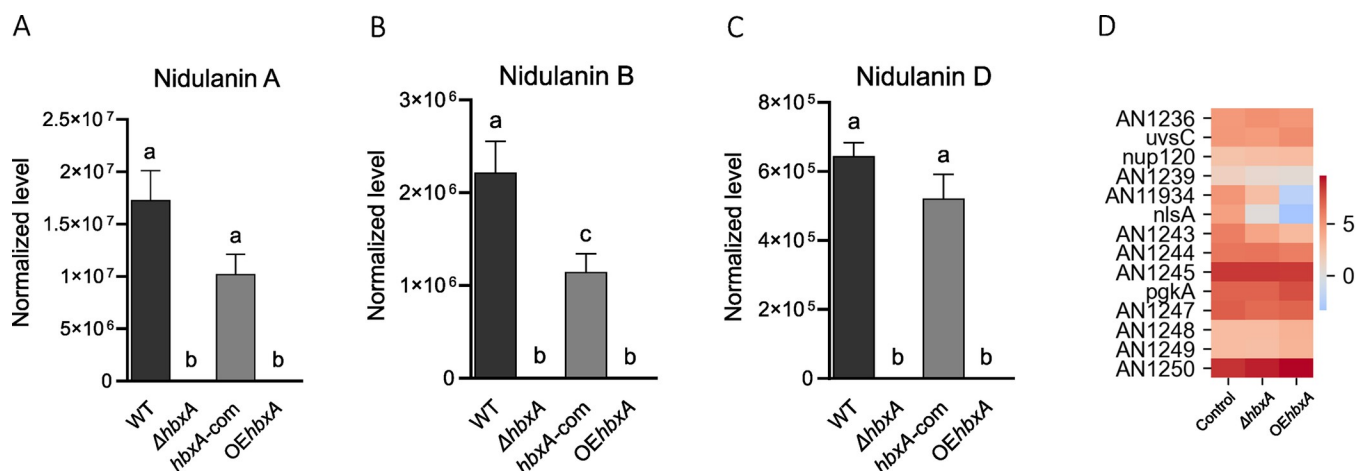 A
B
C
D
Nidulanin A
Normalized level
2.5×10⁷
2×10⁷
1.5×10⁷
1×10⁷
5×10⁶
0
a
b
a
b
WT
ΔhbxA
hbxA-com
OEhbxA
Nidulanin B
Normalized level
3×10⁶
2×10⁶
1×10⁶
0
a
b
c
b
WT
ΔhbxA
hbxA-com
OEhbxA
Nidulanin D
Normalized level
8×10⁵
6×10⁵
4×10⁵
2×10⁵
0
a
b
a
b
WT
ΔhbxA
hbxA-com
OEhbxA
AN1236
uvsC
nup120
AN1239
AN11934
nlsA
AN1243
AN1244
AN1245
pgkA
AN1247
AN1248
AN1249
AN1250
Control
ΔhbxA
OEhbxA
5
0